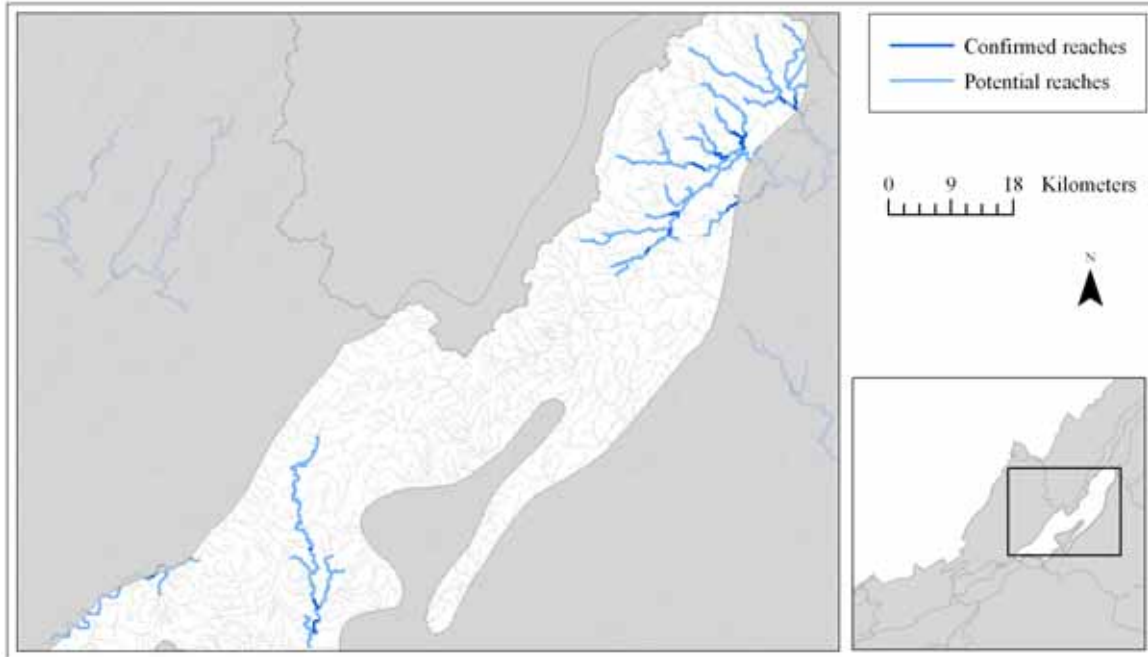 Confirmed reaches
Potential reaches
0 9 18 Kilometers
N